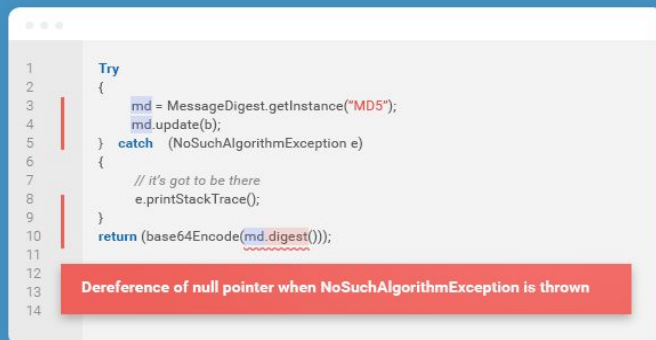 1 Try
2 {
3 md = MessageDigest.getInstance("MD5");
4 md.update(b);
5 } catch (NoSuchAlgorithmException e)
6 {
7 // it's got to be there
8 e.printStackTrace();
9 }
10 return (base64Encode(md.digest()));
11
12
13
14
Dereference of null pointer when NoSuchAlgorithmException is thrown